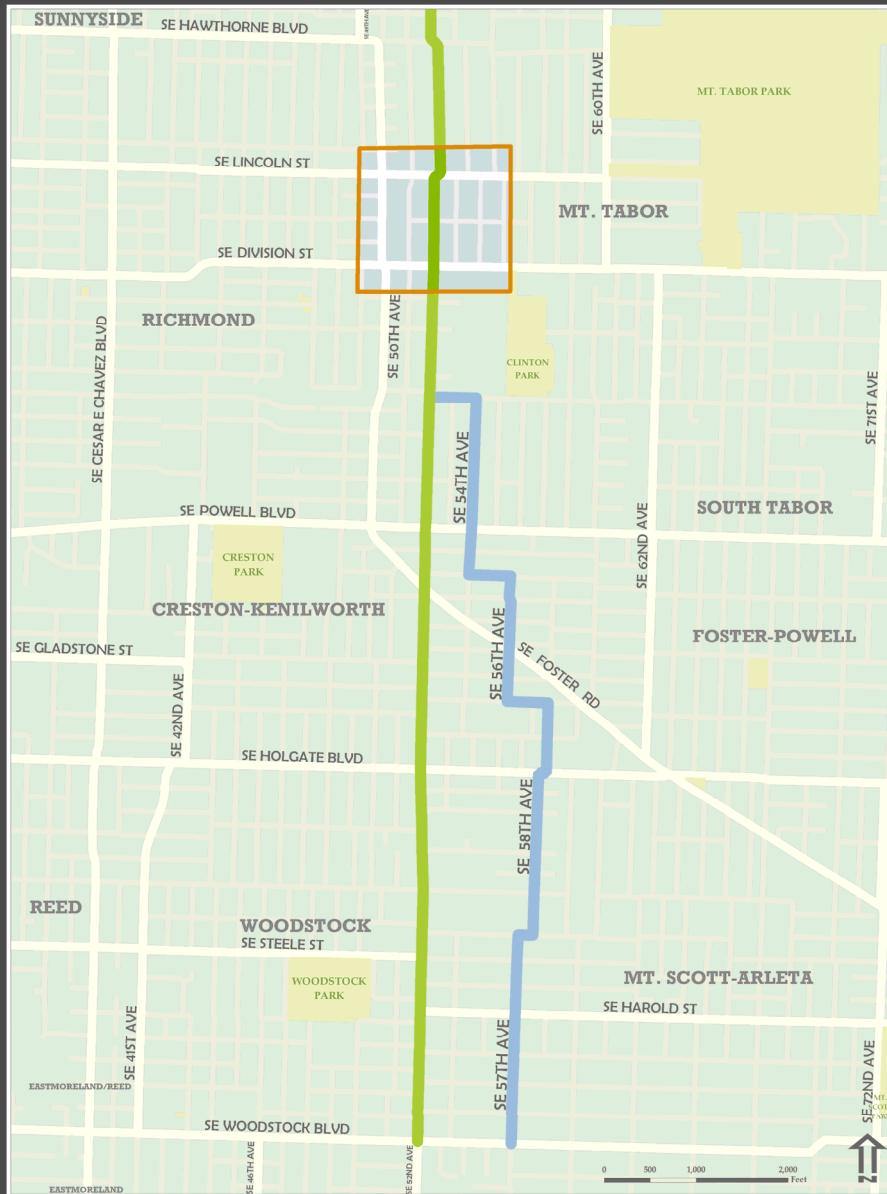 SUNNYSIDE
SE HAWTHORNE BLVD
SE 60TH AVE
MT. TABOR PARK
SE LINCOLN ST
MT. TABOR
SE DIVISION ST
RICHMOND
SE 50TH AVE
SE CESAR E CHAVEZ BLVD
CLINTON
PARK
SE 71ST AVE
SE 54TH AVE
SE POWELL BLVD
SOUTH TABOR
SE 62ND AVE
CRESTON
PARK
CRESTON-KENILWORTH
SE 56TH AVE
FOSTER-POWELL
SE GLADSTONE ST
SE FOSTER RD
SE 42ND AVE
SE HOLGATE BLVD
SE 58TH AVE
REED
WOODSTOCK
SE STEELE ST
WOODSTOCK
PARK
MT. SCOTT-ARLETA
SE HAROLD ST
SE 41ST AVE
SE 57TH AVE
SE 72ND AVE
EASTMORELAND/REED
SE WOODSTOCK BLVD
SE 46TH AVE
SE 52ND AVE
EASTMORELAND
0 500 1,000 2,000
Feet
N